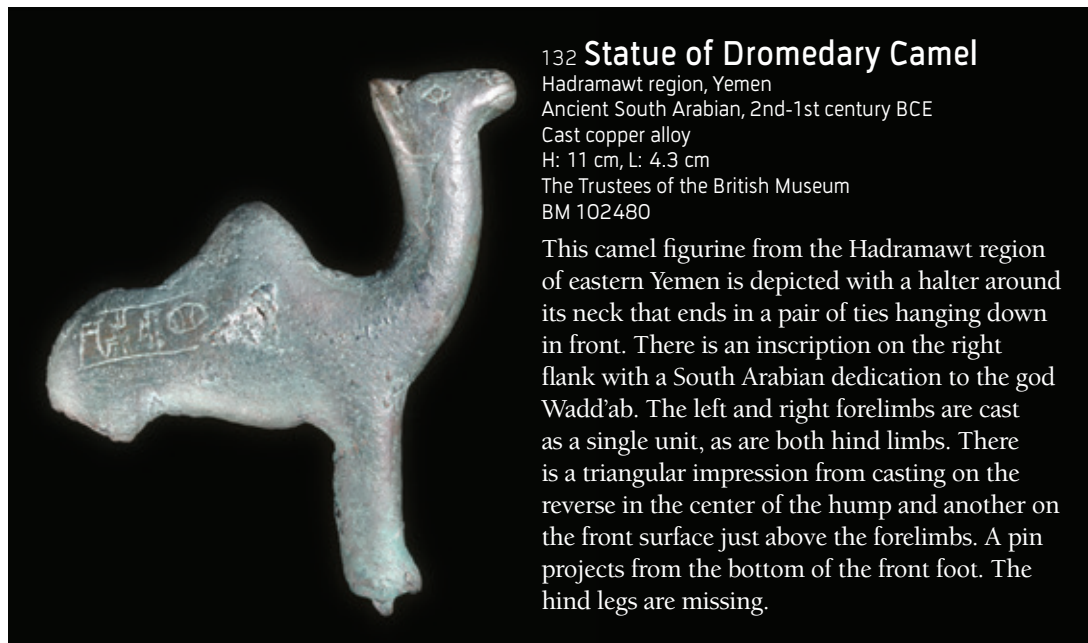 132 Statue of Dromedary Camel
Hadramawt region, Yemen
Ancient South Arabian, 2nd-1st century BCE
Cast copper alloy
H: 11 cm, L: 4.3 cm
The Trustees of the British Museum
BM 102480
This camel figurine from the Hadramawt region
of eastern Yemen is depicted with a halter around
its neck that ends in a pair of ties hanging down
in front. There is an inscription on the right
flank with a South Arabian dedication to the god
Wadd'ab. The left and right forelimbs are cast
as a single unit, as are both hind limbs. There
is a triangular impression from casting on the
reverse in the center of the hump and another on
the front surface just above the forelimbs. A pin
projects from the bottom of the front foot. The
hind legs are missing.